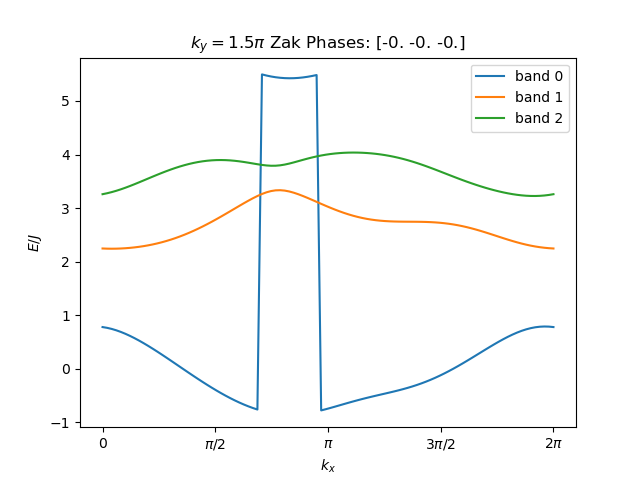 $k_y = 1.5\pi$ Zak Phases: [-0. -0. -0.]
band 0
band 1
band 2
E/J
5
4
3
2
1
0
−1
0
π/2
π
3π/2
2π
$k_x$